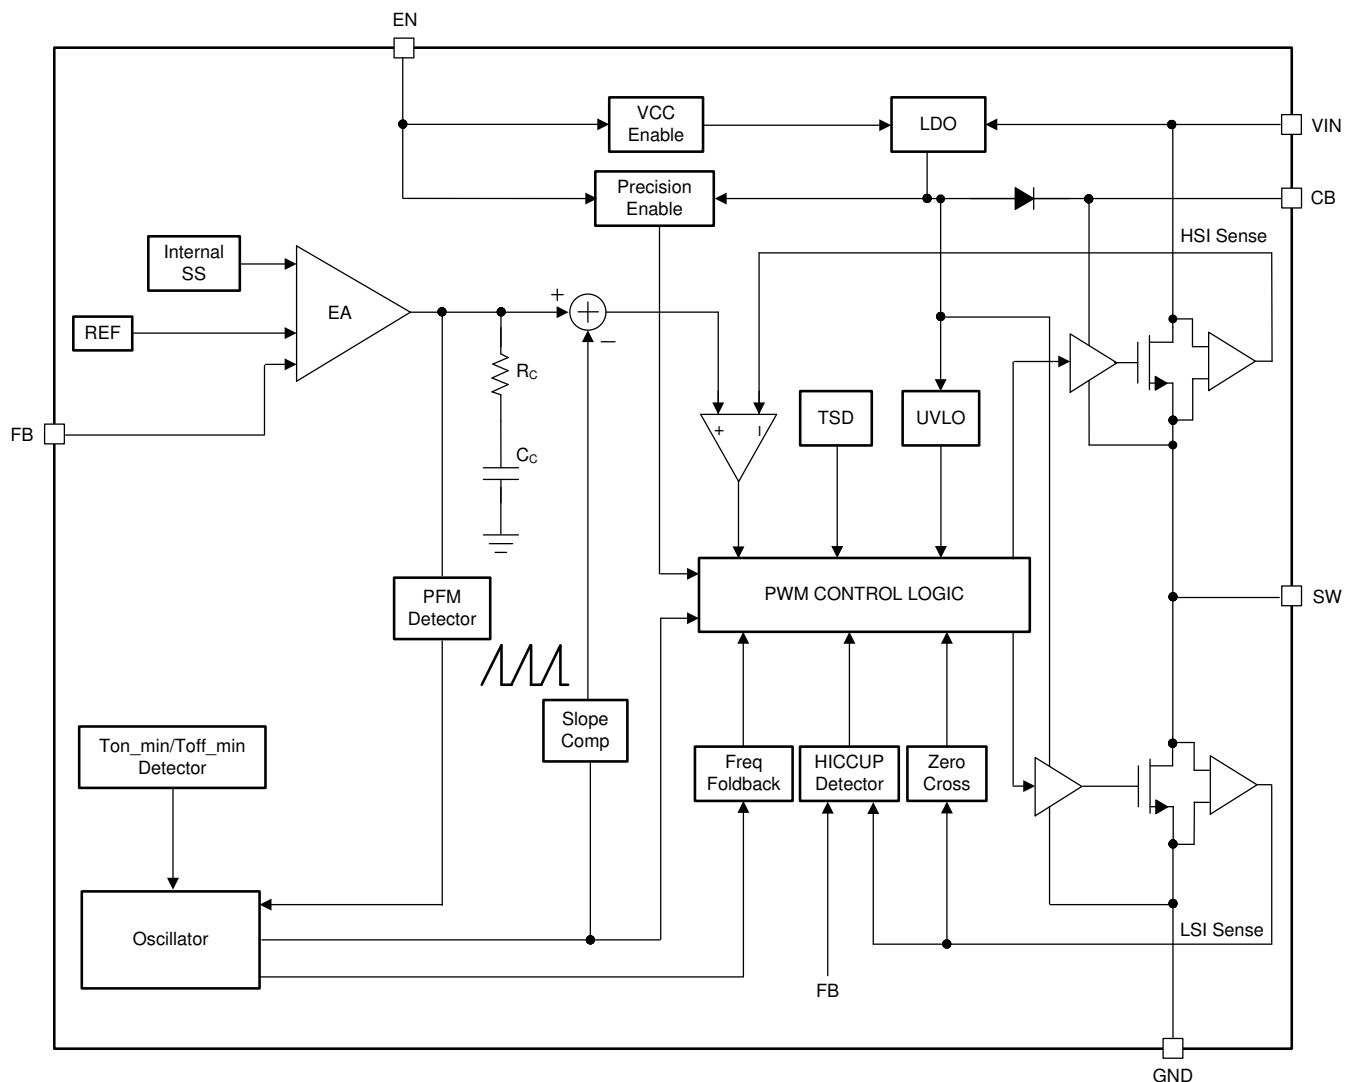 EN
VCC
Enable
LDO
VIN
Precision
Enable
CB
HSI Sense
Internal
SS
EA
+
+
−
REF
RC
FB
CC
+
−
TSD
UVLO
PWM CONTROL LOGIC
SW
PFM
Detector
Slope
Comp
Ton_min/Toff_min
Detector
Freq
Foldback
HICCUP
Detector
Zero
Cross
Oscillator
LSI Sense
FB
GND